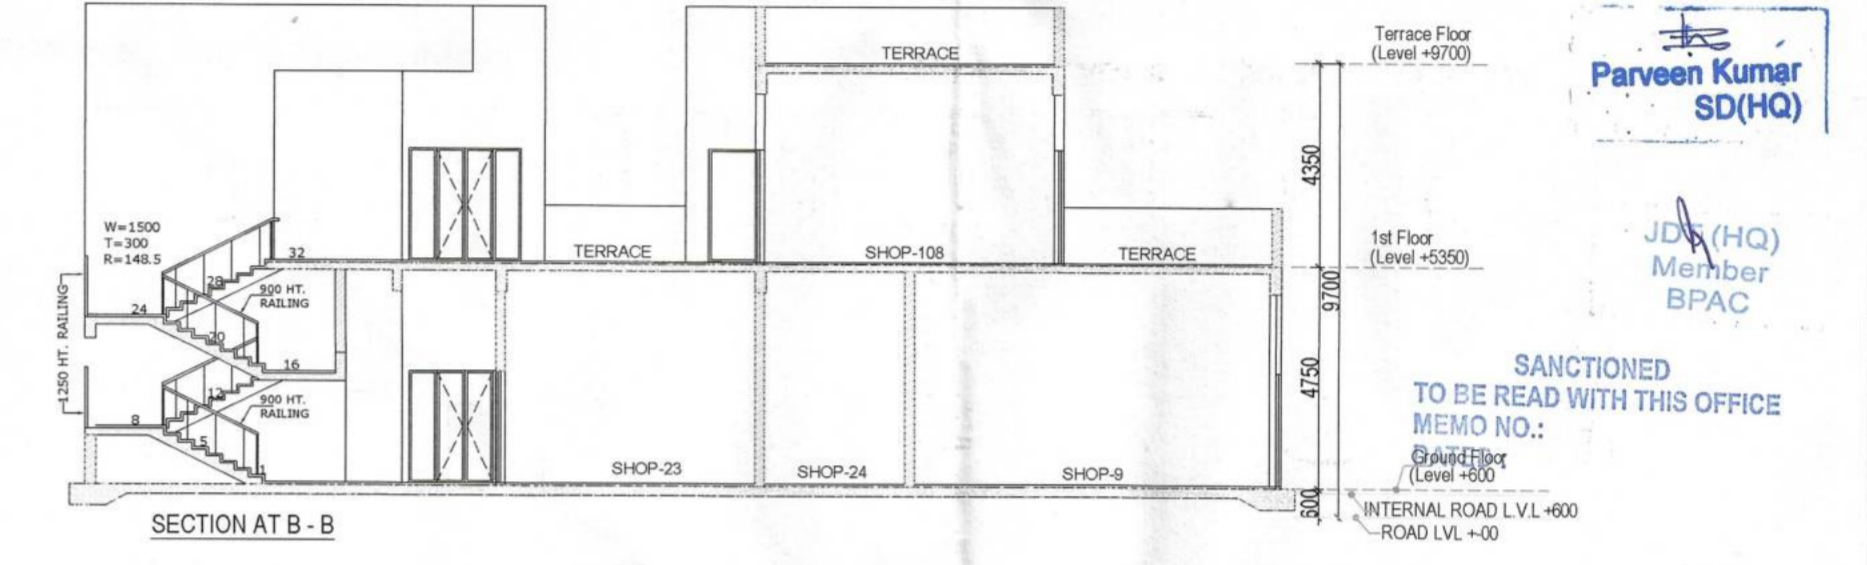 TERRACE
Terrace Floor
(Level +9700)
Parveen Kumar
SD(HQ)
4350
W=1500
T=300
R=148.5
32
TERRACE
SHOP-108
TERRACE
1st Floor
(Level +5350)
JD (HQ)
Member
BPAC
1250 HT. RAILING
28
900 HT.
RAILING
24
20
16
9700
4750
12
900 HT.
RAILING
8
5
1
SHOP-23
SHOP-24
SHOP-9
SANCTIONED
TO BE READ WITH THIS OFFICE
MEMO NO.:
DATED :
Ground Floor
(Level +600
600
INTERNAL ROAD L.V.L +600
ROAD LVL +-00
SECTION AT B - B